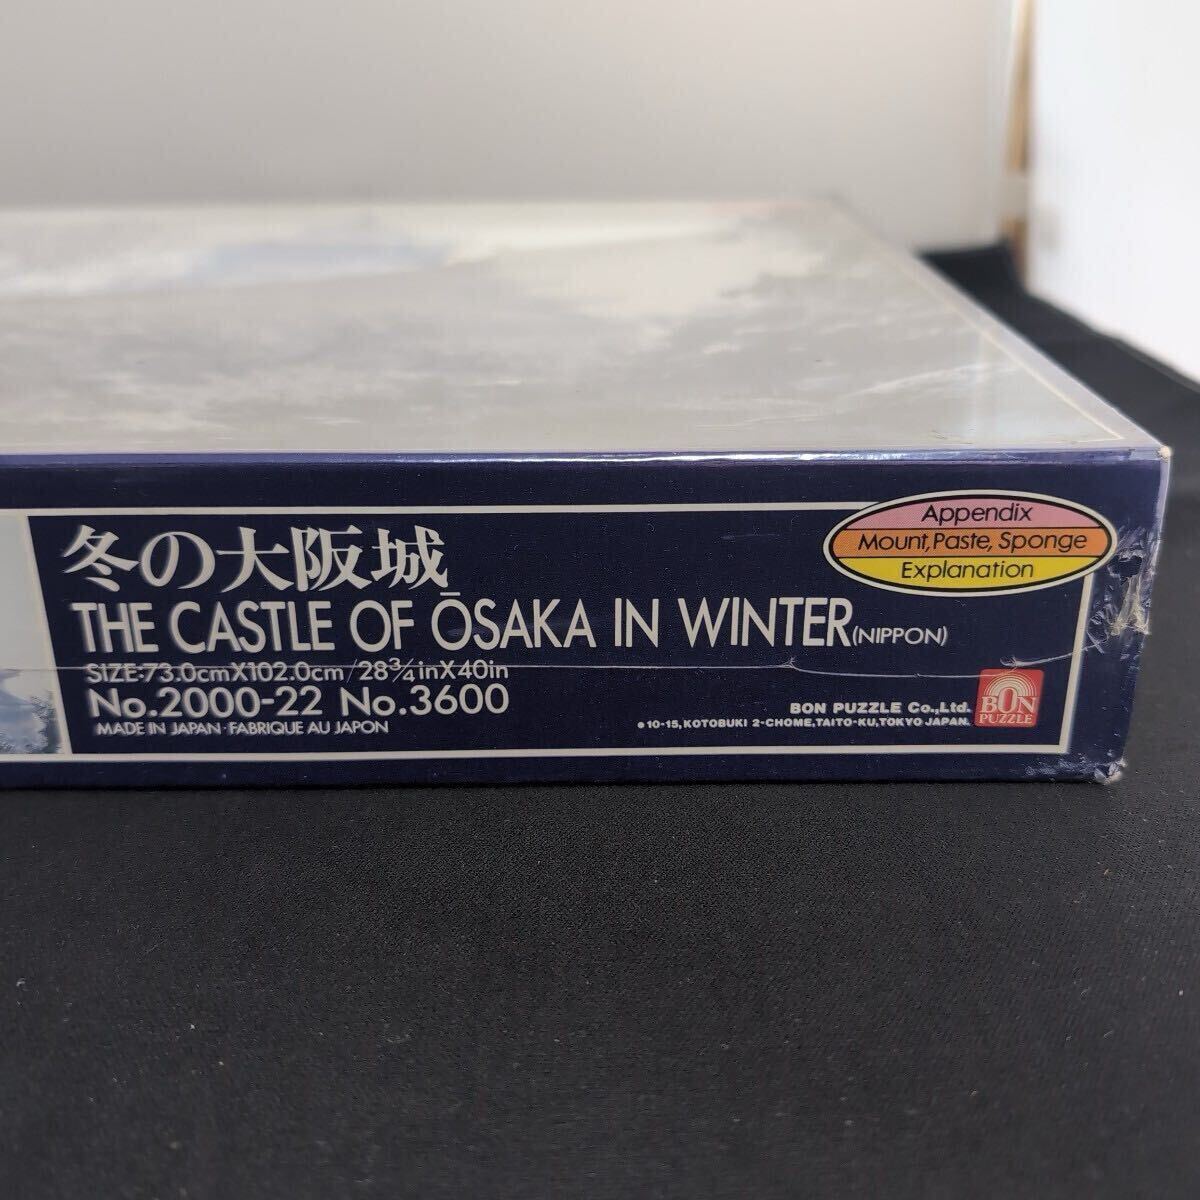 冬の大阪城
THE CASTLE OF ŌSAKA IN WINTER(NIPPON)
SIZE:73.0cmX102.0cm/28¾inX40in
No.2000-22 No.3600
MADE IN JAPAN·FABRIQUE AU JAPON
Appendix
Mount,Paste,Sponge
Explanation
BON PUZZLE Co.,Ltd.
●10-15,KOTOBUKI 2-CHOME,TAITO-KU,TOKYO JAPAN.
BON
PUZZLE